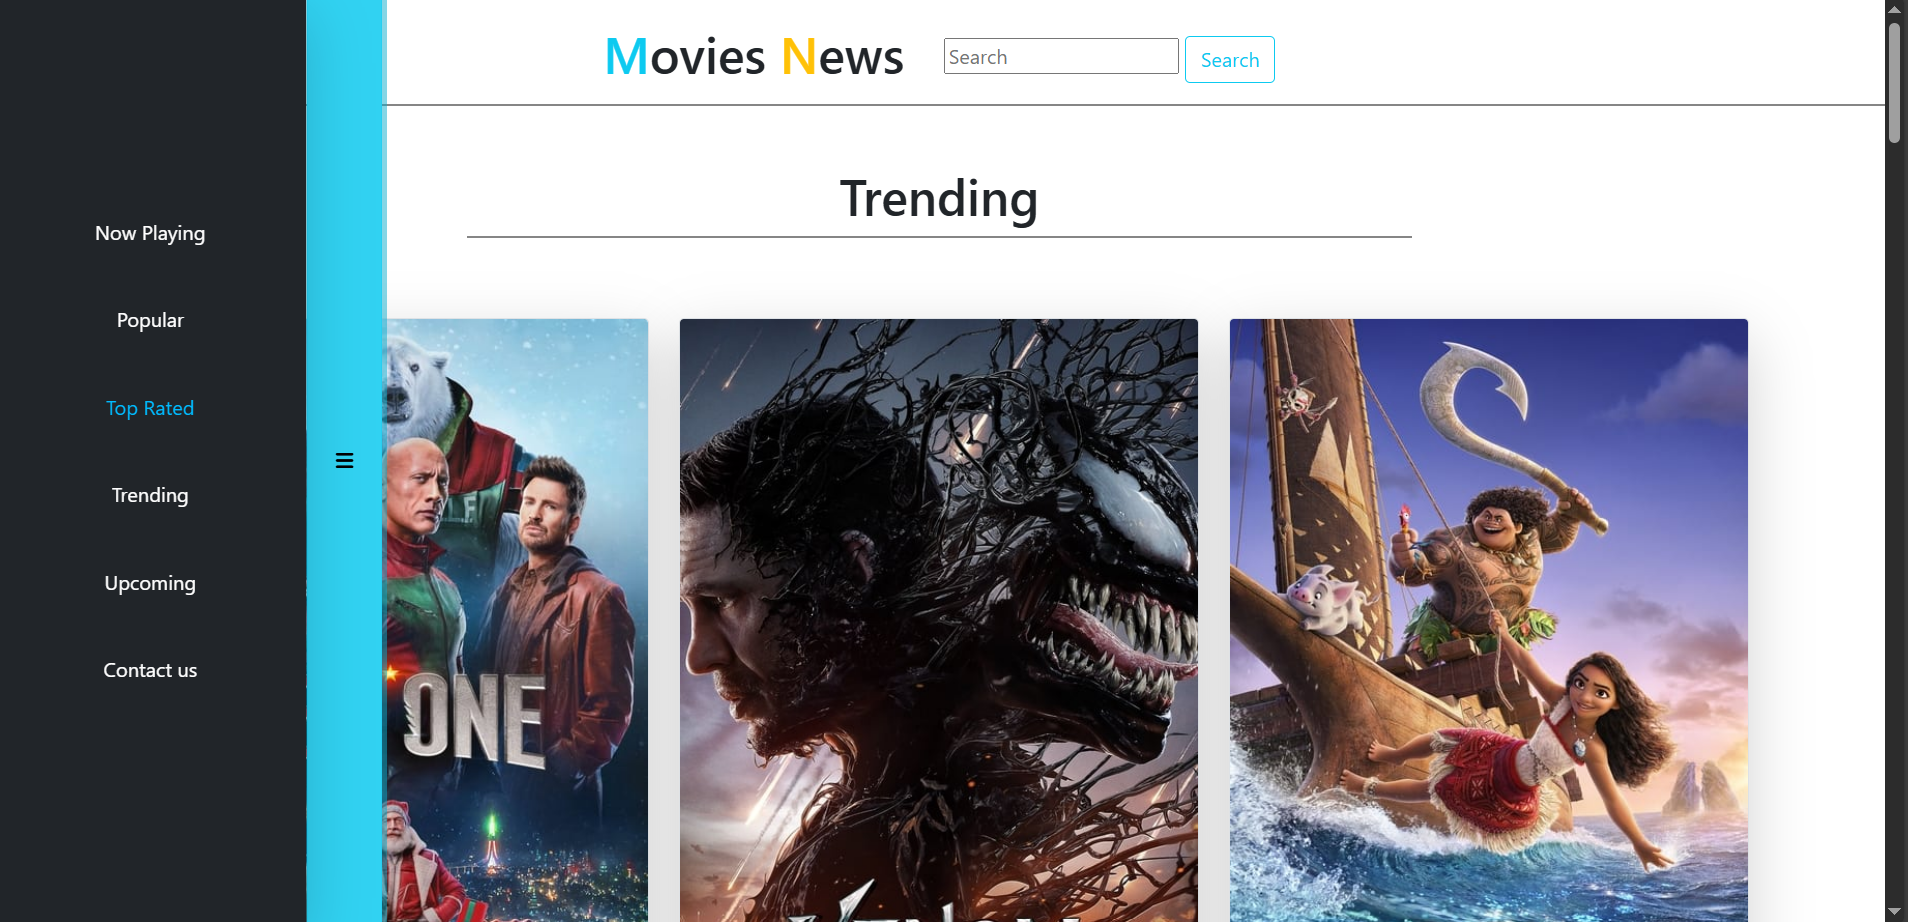 Movies News
Search
Search
Trending
Now Playing
Popular
Top Rated
Trending
Upcoming
Contact us
ONE